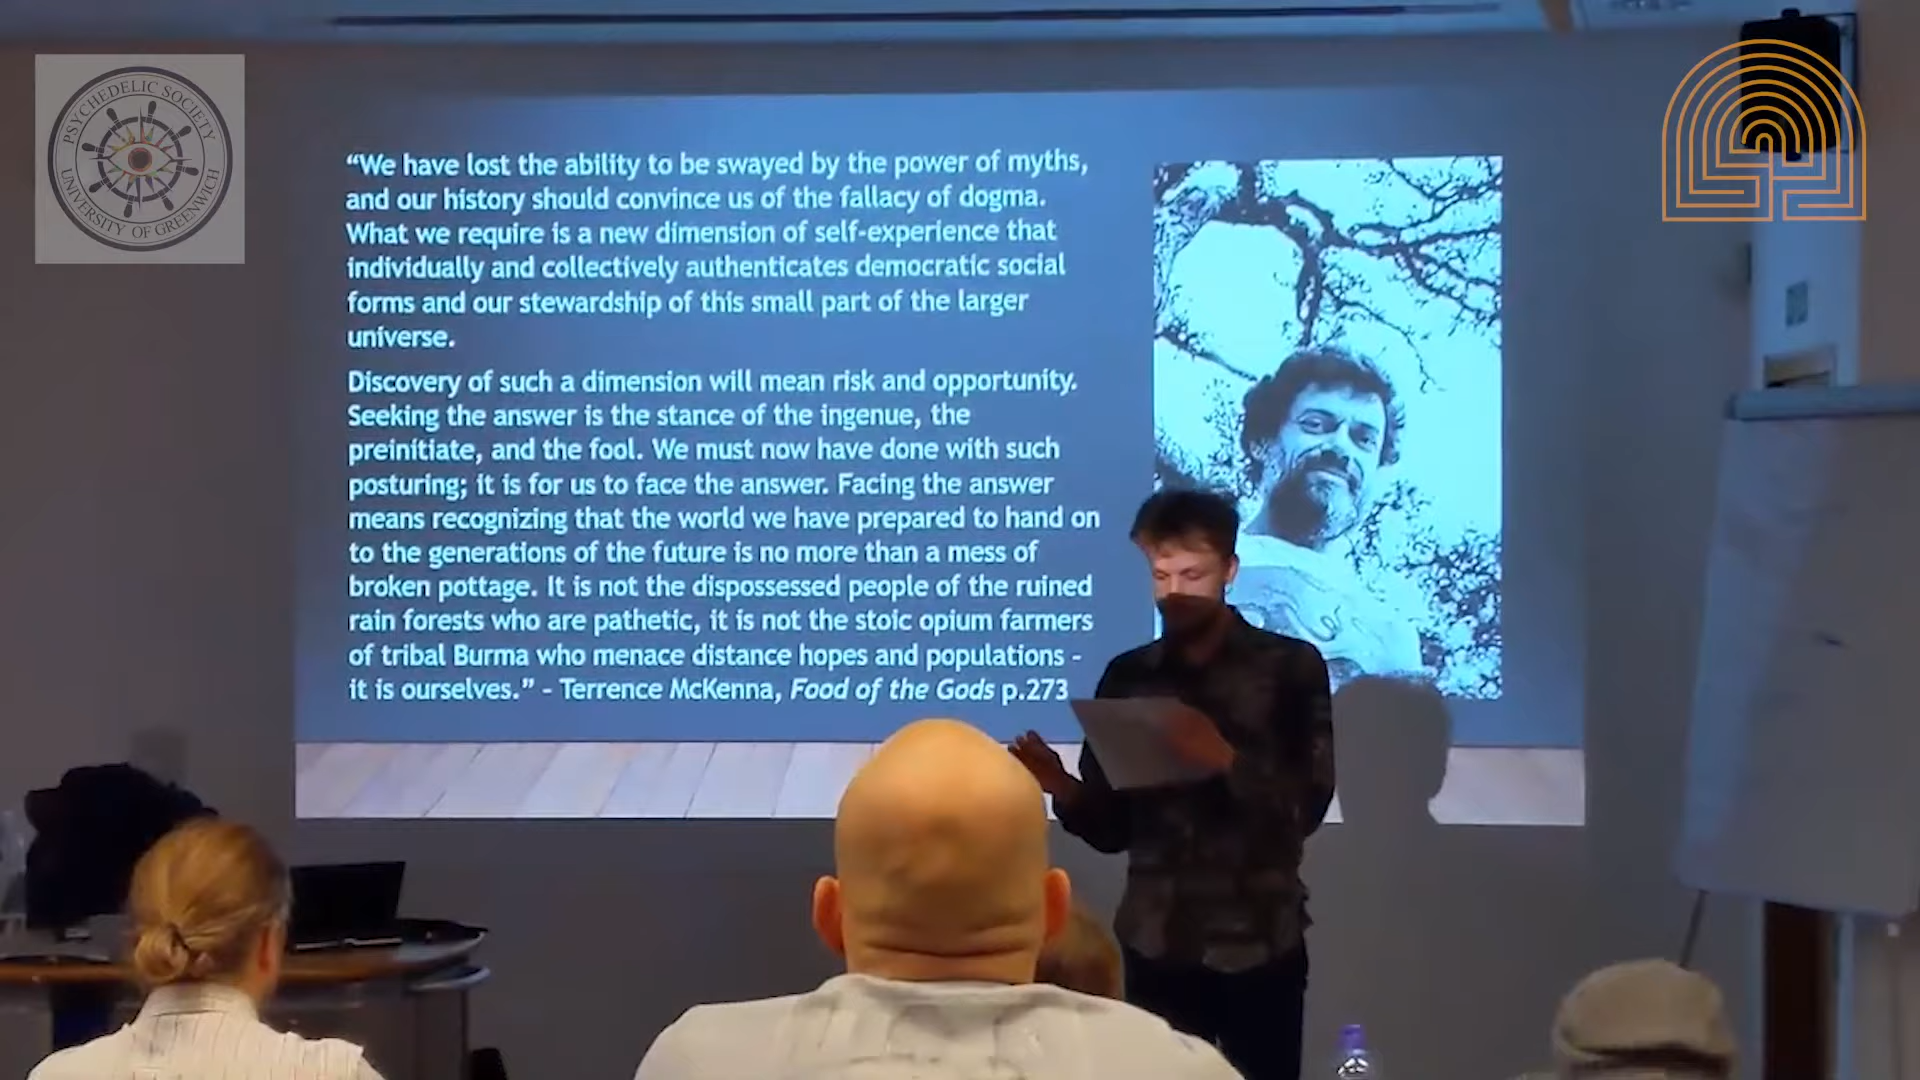 PSYCHEDELIC SOCIETY
UNIVERSITY OF GREENWICH
“We have lost the ability to be swayed by the power of myths,
and our history should convince us of the fallacy of dogma.
What we require is a new dimension of self-experience that
individually and collectively authenticates democratic social
forms and our stewardship of this small part of the larger
universe.
Discovery of such a dimension will mean risk and opportunity.
Seeking the answer is the stance of the ingenue, the
preinitiate, and the fool. We must now have done with such
posturing; it is for us to face the answer. Facing the answer
means recognizing that the world we have prepared to hand on
to the generations of the future is no more than a mess of
broken pottage. It is not the dispossessed people of the ruined
rain forests who are pathetic, it is not the stoic opium farmers
of tribal Burma who menace distance hopes and populations -
it is ourselves.” - Terrence McKenna, Food of the Gods p.273